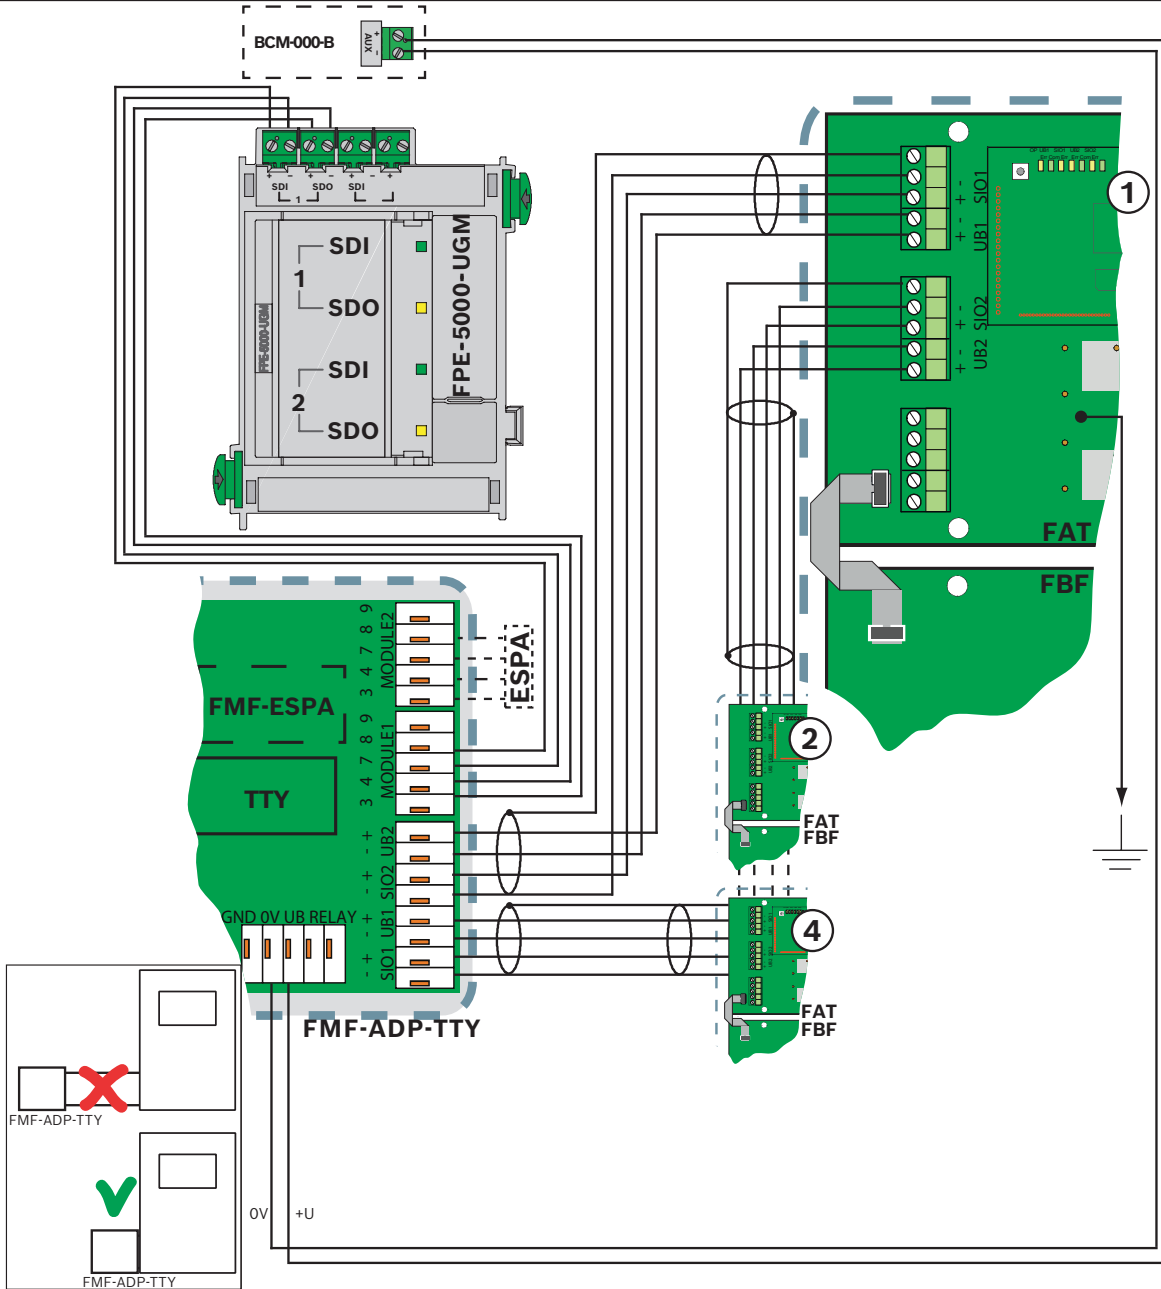 BCM-000-B
AUX
+
-
+ - + - + - +
SDI SDO SDI
1
SDI
1
SDO
SDI
2
SDO
FPE-5000-UGM
FPE-5000-UGM
1
- + SIO1
- + UB1
- + SIO2
- + UB2
FAT
FBF
3 4 7 8 9
MODULE2
ESPA
FMF-ESPA
3 4 7 8 9
MODULE1
TTY
- + UB2
- + SIO2
- + UB1
- + SIO1
GND 0V UB RELAY
FMF-ADP-TTY
2
FAT
FBF
4
FAT
FBF
FMF-ADP-TTY
0V
+U
FMF-ADP-TTY